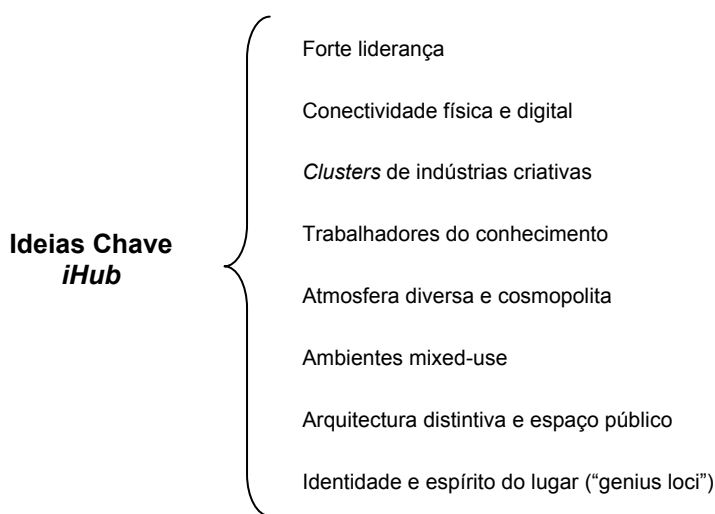 Forte liderança
Conectividade física e digital
Clusters de indústrias criativas
Trabalhadores do conhecimento
Ideias Chave
iHub
Atmosfera diversa e cosmopolita
Ambientes mixed-use
Arquitectura distintiva e espaço público
Identidade e espírito do lugar (“genius loci”)